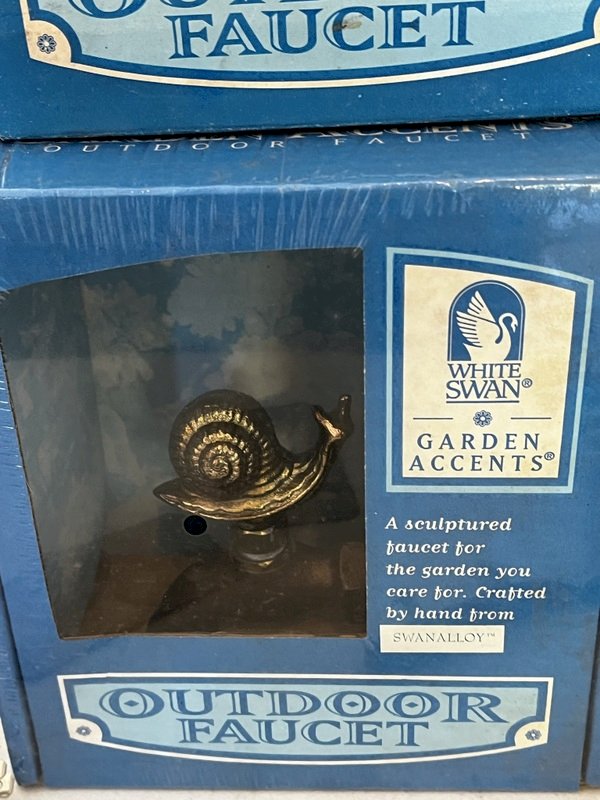 FAUCET
OUTDOOR FAUCET
WHITE
SWAN®
GARDEN
ACCENTS®
A sculptured
faucet for
the garden you
care for. Crafted
by hand from
SWANALLOY™
OUTDOOR
FAUCET